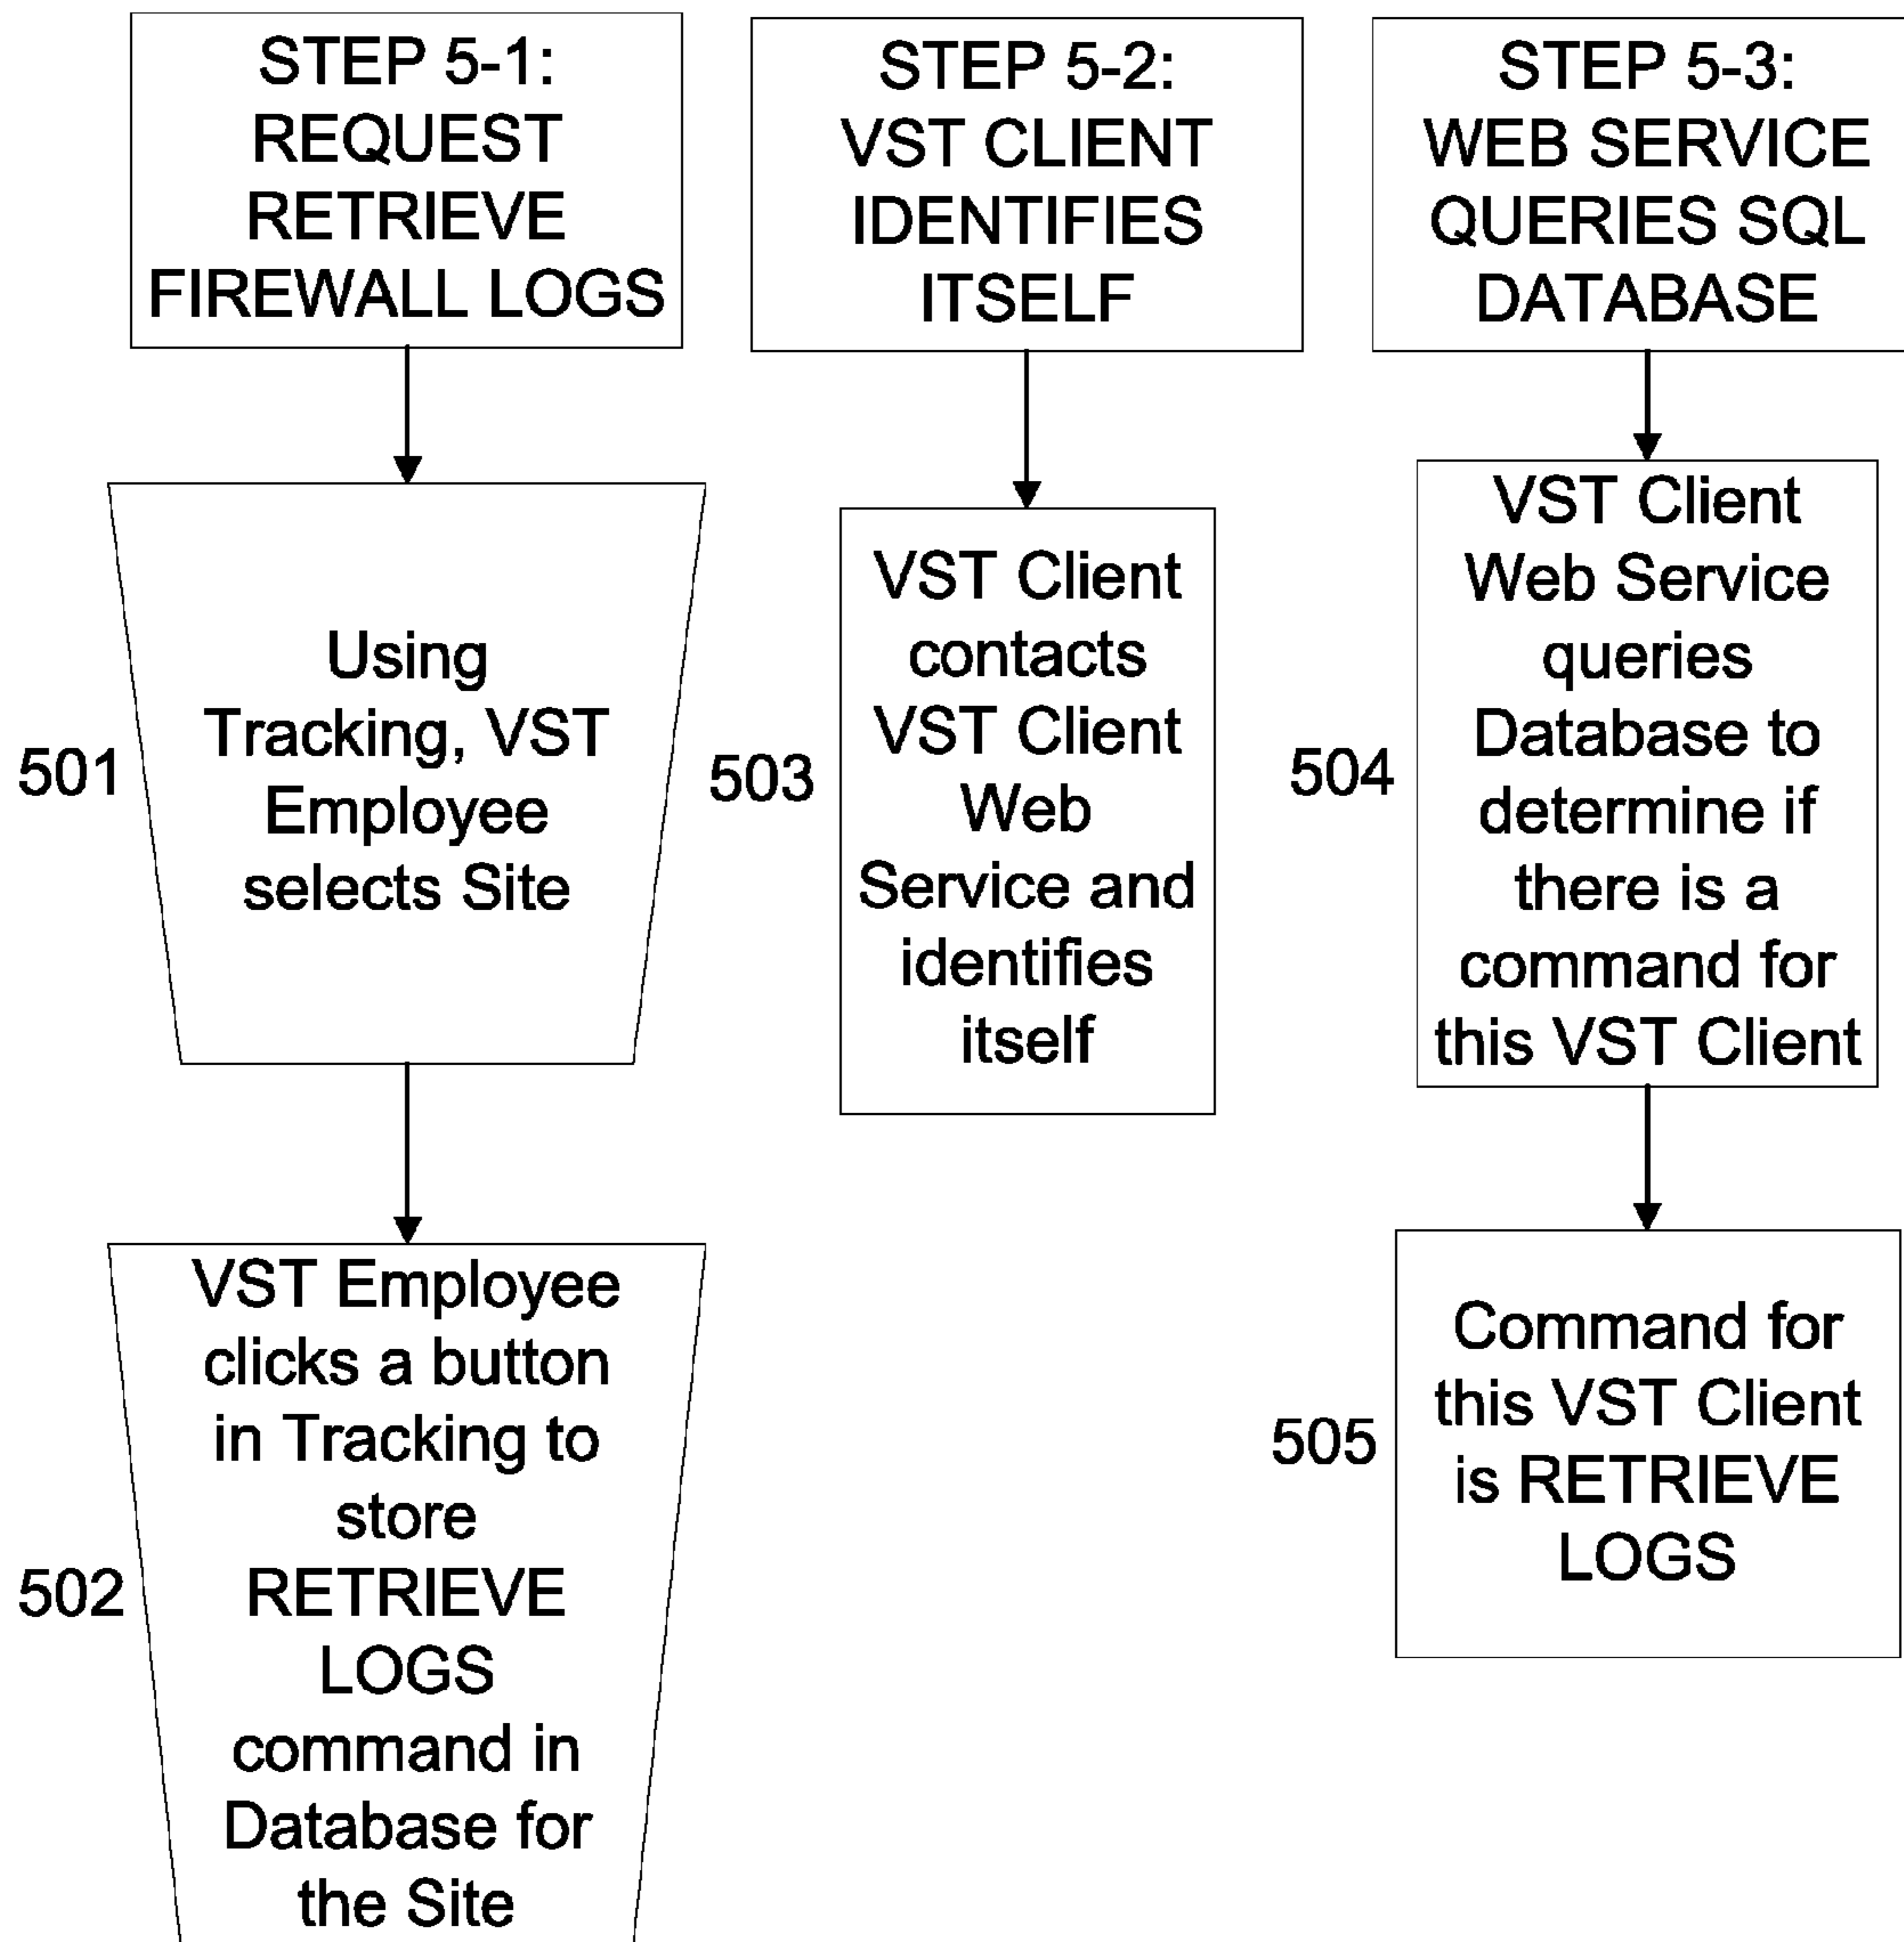 STEP 5-1:
REQUEST
RETRIEVE
FIREWALL LOGS
501
Using
Tracking, VST
Employee
selects Site
502
VST Employee
clicks a button
in Tracking to
store
RETRIEVE
LOGS
command in
Database for
the Site
STEP 5-2:
VST CLIENT
IDENTIFIES
ITSELF
503
VST Client
contacts
VST Client
Web
Service and
identifies
itself
STEP 5-3:
WEB SERVICE
QUERIES SQL
DATABASE
504
VST Client
Web Service
queries
Database to
determine if
there is a
command for
this VST Client
505
Command for
this VST Client
is RETRIEVE
LOGS